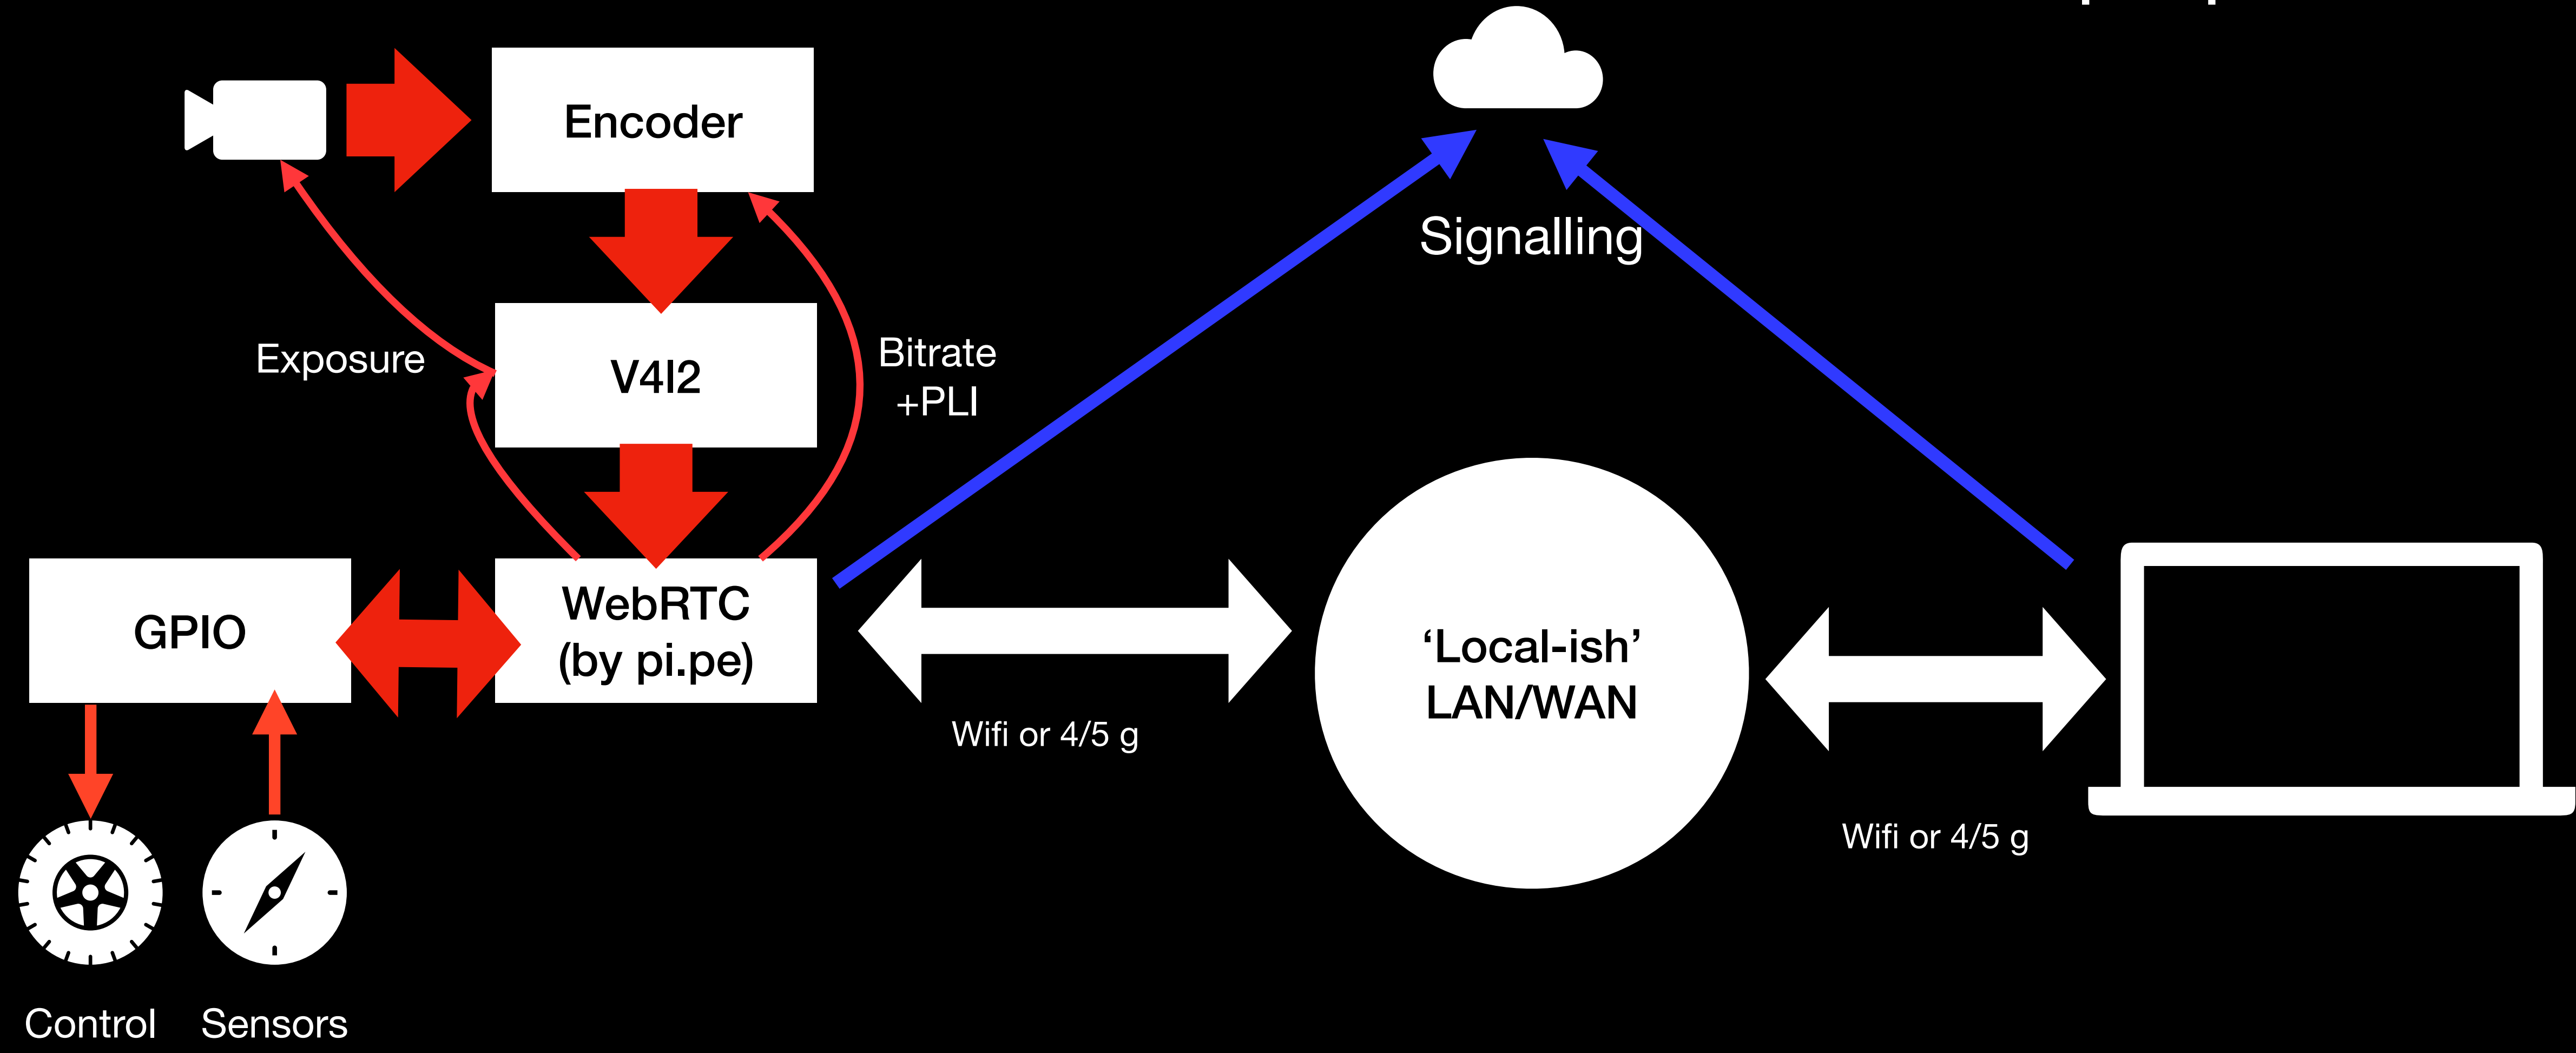 Encoder
Signalling
Exposure
V4l2
Bitrate
+PLI
GPIO
WebRTC
(by pi.pe)
‘Local-ish’
LAN/WAN
Wifi or 4/5 g
Wifi or 4/5 g
Control
Sensors